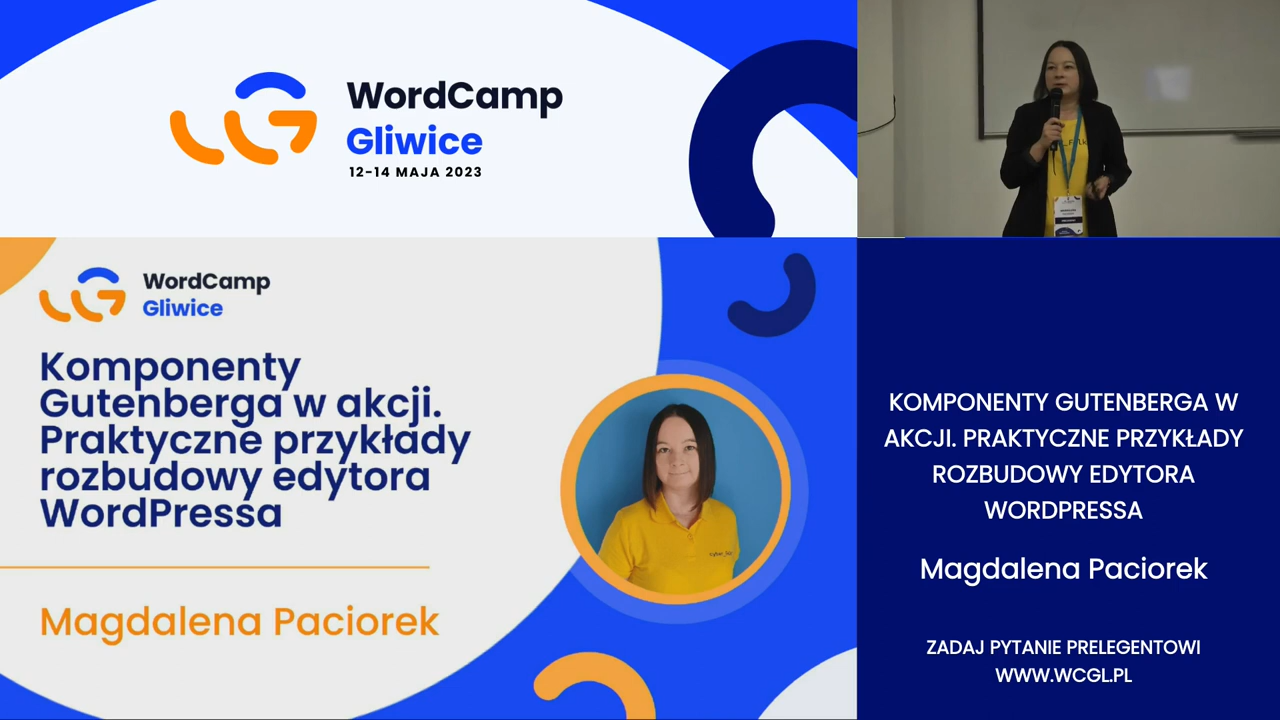 WordCamp
Gliwice
12-14 MAJA 2023
WordCamp
Gliwice
Komponenty
Gutenberga w akcji.
Praktyczne przykłady
rozbudowy edytora
WordPressa
Magdalena Paciorek
KOMPONENTY GUTENBERGA W
AKCJI. PRAKTYCZNE PRZYKŁADY
ROZBUDOWY EDYTORA
WORDPRESSA
Magdalena Paciorek
ZADAJ PYTANIE PRELEGENTOWI
WWW.WCGL.PL